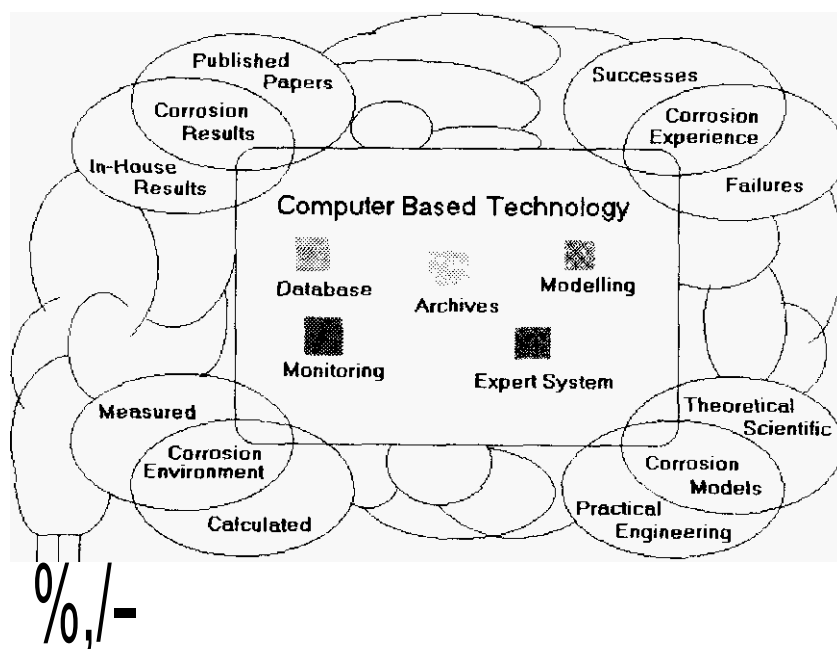 Published
Papers
Corrosion
Results
In-House
Results
Successes
Corrosion
Experience
Failures
Computer Based Technology
Database
Archives
Modelling
Monitoring
Expert System
Measured
Corrosion
Environment
Calculated
Theoretical
Scientific
Corrosion
Models
Practical
Engineering
%,/-